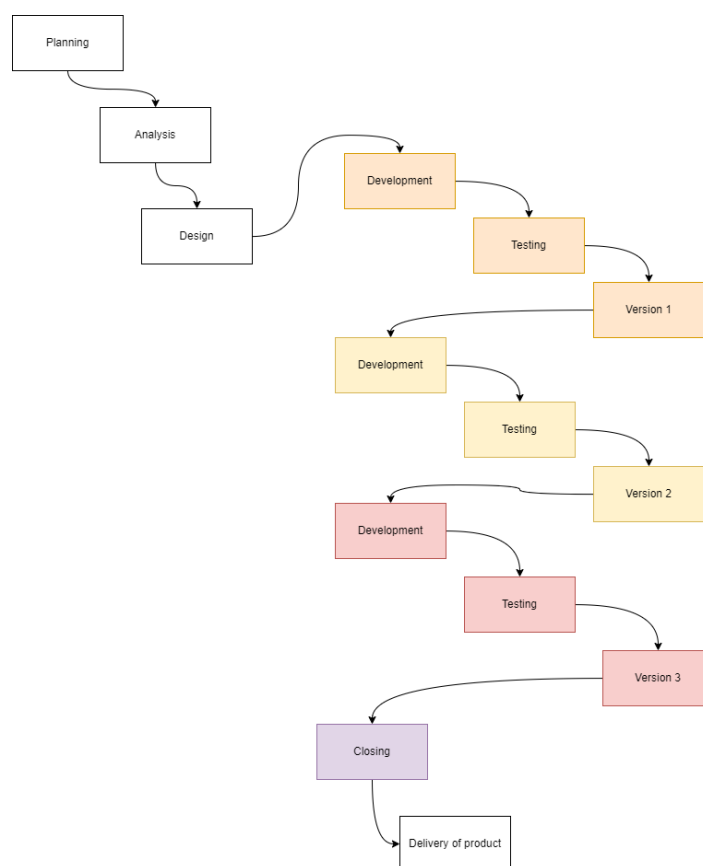 Planning
Analysis
Design
Development
Testing
Version 1
Development
Testing
Version 2
Development
Testing
Version 3
Closing
Delivery of product